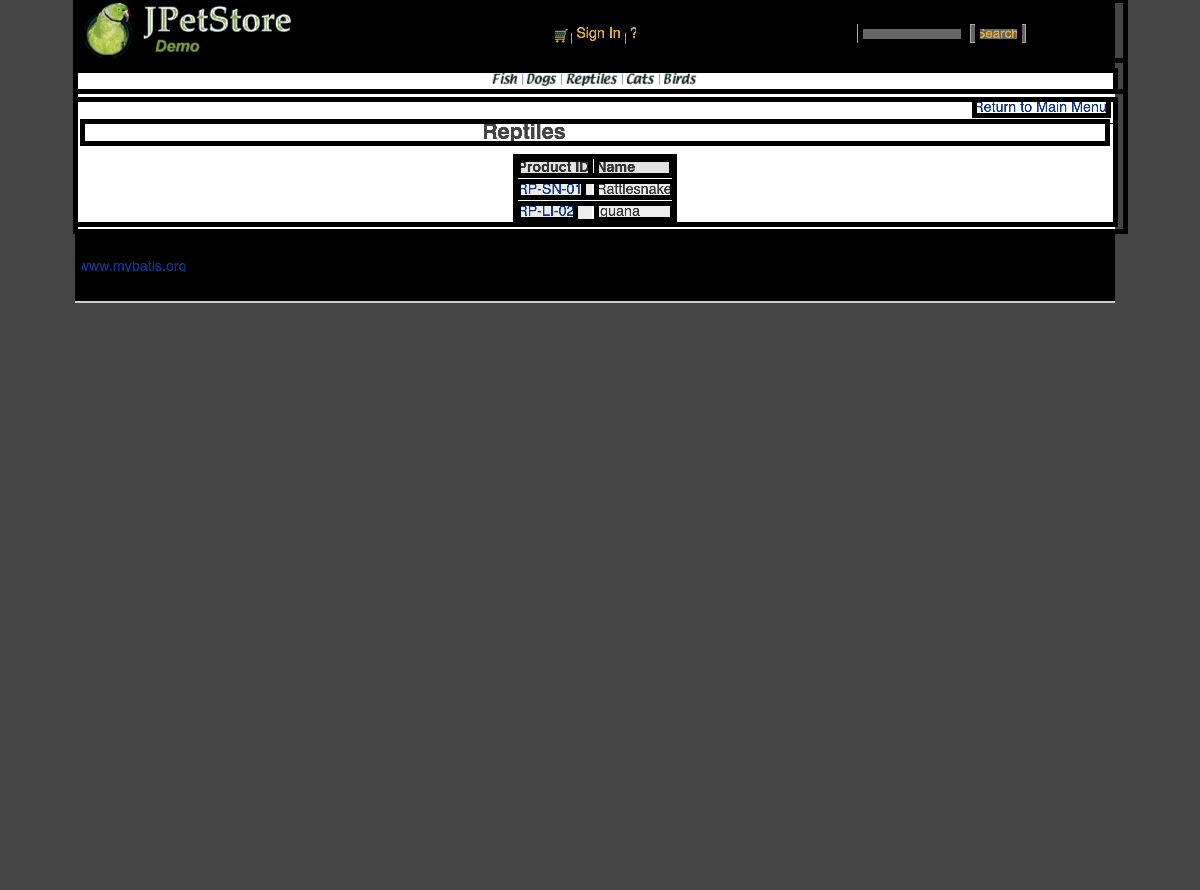 JPetStore
Demo
Sign In | ?
Search
Fish | Dogs | Reptiles | Cats | Birds
Return to Main Menu
Reptiles
Product ID Name
RP-SN-01 Rattlesnake
RP-LI-02 Iguana
www.mybatis.org